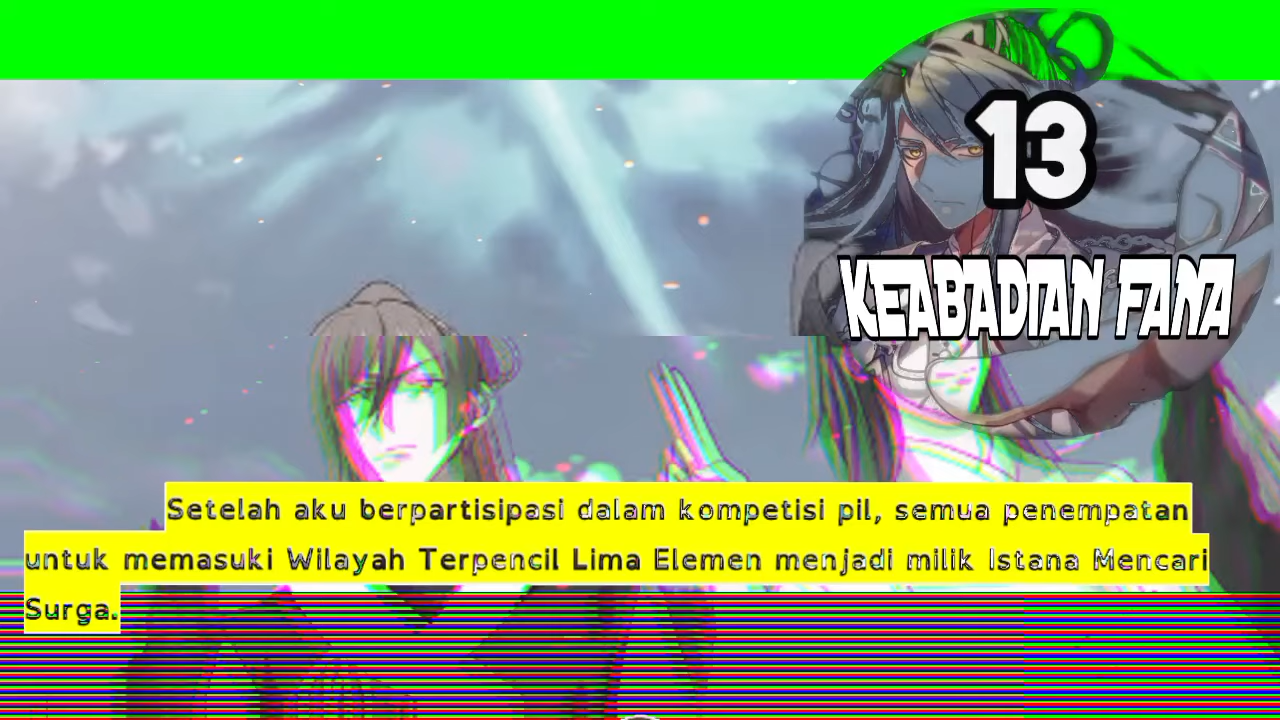 13
KEABADIAN FANA
Setelah aku berpartisipasi dalam kompetisi pil, semua penempatan
untuk memasuki Wilayah Terpencil Lima Elemen menjadi milik Istana Mencari
Surga.